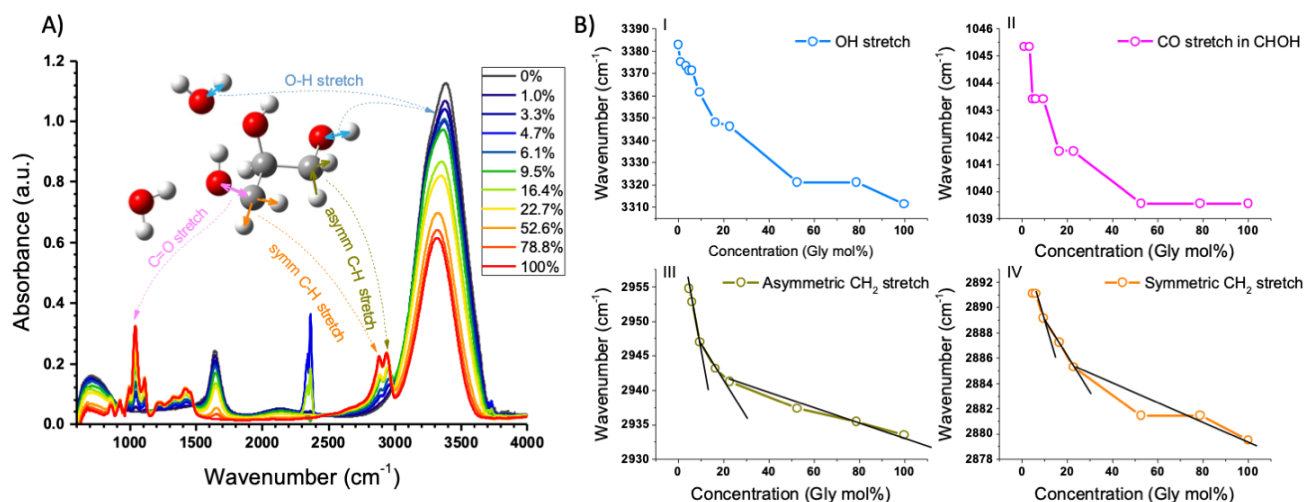 A)
1.2
1.0
0.8
0.6
0.4
0.2
0.0
Absorbance (a.u.)
1000 1500 2000 2500 3000 3500 4000
Wavenumber (cm-1)
O-H stretch
C=O stretch
symm C-H stretch
asymm C-H stretch
0%
1.0%
3.3%
4.7%
6.1%
9.5%
16.4%
22.7%
52.6%
78.8%
100%
B)
I
OH stretch
3390
3380
3370
3360
3350
3340
3330
3320
3310
Wavenumber (cm-1)
0 20 40 60 80 100
Concentration (Gly mol%)
II
CO stretch in CHOH
1046
1045
1044
1043
1042
1041
1040
1039
Wavenumber (cm-1)
0 20 40 60 80 100
Concentration (Gly mol%)
III
Asymmetric CH2 stretch
2955
2950
2945
2940
2935
2930
Wavenumber (cm-1)
0 20 40 60 80 100
Concentration (Gly mol%)
IV
Symmetric CH2 stretch
2892
2890
2888
2886
2884
2882
2880
2878
Wavenumber (cm-1)
0 20 40 60 80 100
Concentration (Gly mol%)